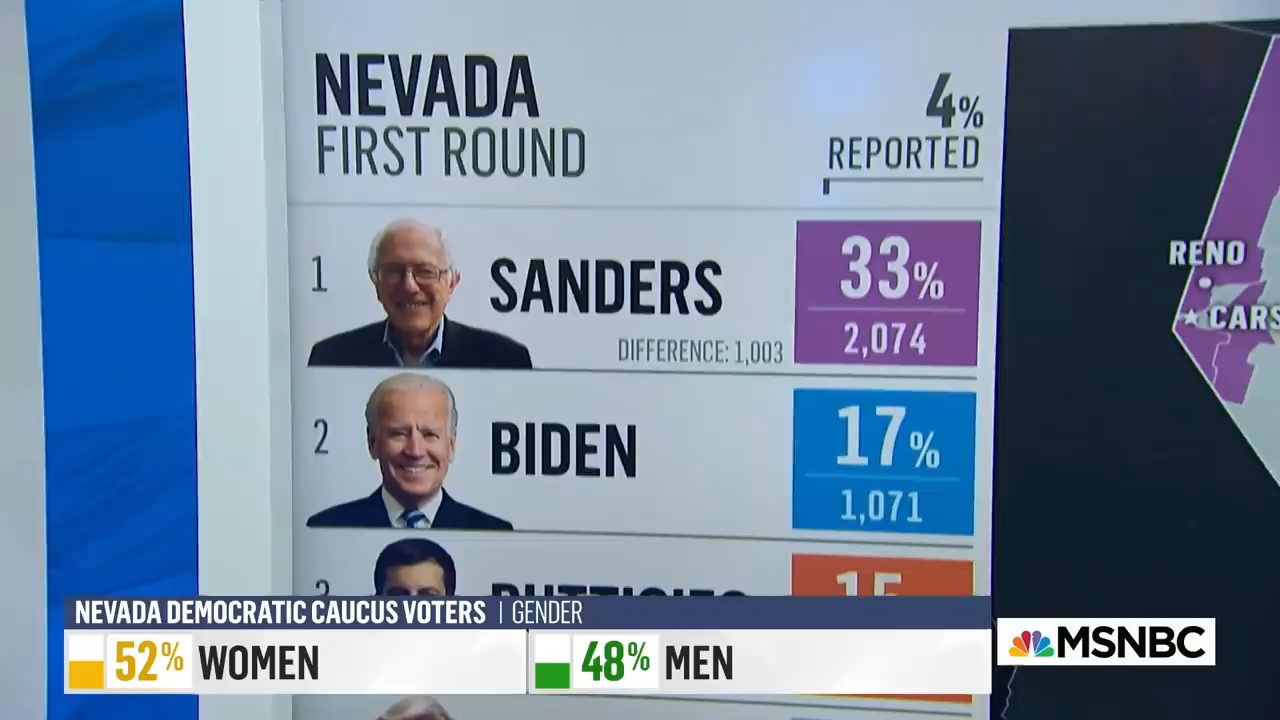 NEVADA
FIRST ROUND
4%
REPORTED
1
SANDERS
33%
2,074
DIFFERENCE: 1,003
2
BIDEN
17%
1,071
RENO
CARS
NEVADA DEMOCRATIC CAUCUS VOTERS | GENDER
52% WOMEN
48% MEN
MSNBC